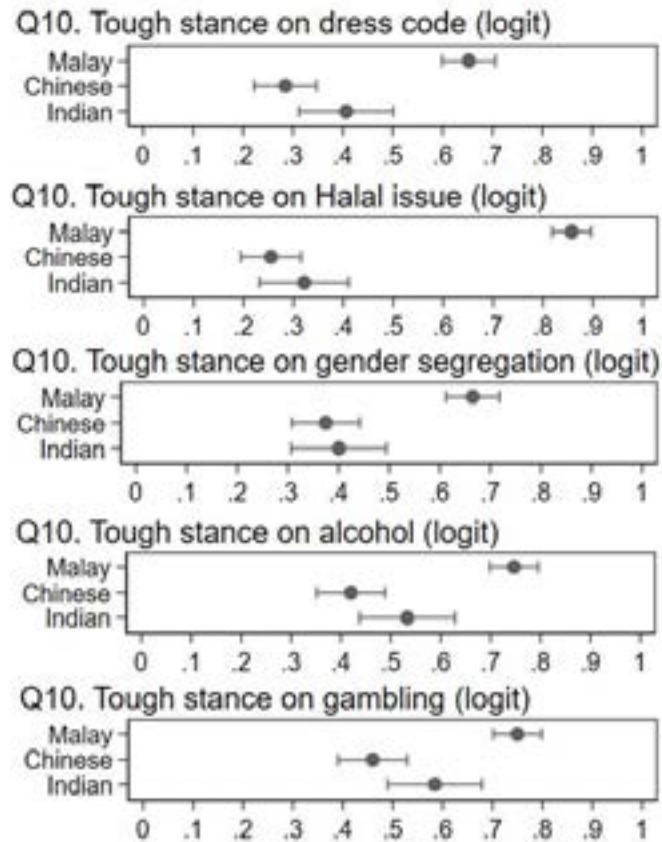 Q10. Tough stance on dress code (logit)
Malay
Chinese
Indian
0 .1 .2 .3 .4 .5 .6 .7 .8 .9 1
Q10. Tough stance on Halal issue (logit)
Malay
Chinese
Indian
0 .1 .2 .3 .4 .5 .6 .7 .8 .9 1
Q10. Tough stance on gender segregation (logit)
Malay
Chinese
Indian
0 .1 .2 .3 .4 .5 .6 .7 .8 .9 1
Q10. Tough stance on alcohol (logit)
Malay
Chinese
Indian
0 .1 .2 .3 .4 .5 .6 .7 .8 .9 1
Q10. Tough stance on gambling (logit)
Malay
Chinese
Indian
0 .1 .2 .3 .4 .5 .6 .7 .8 .9 1